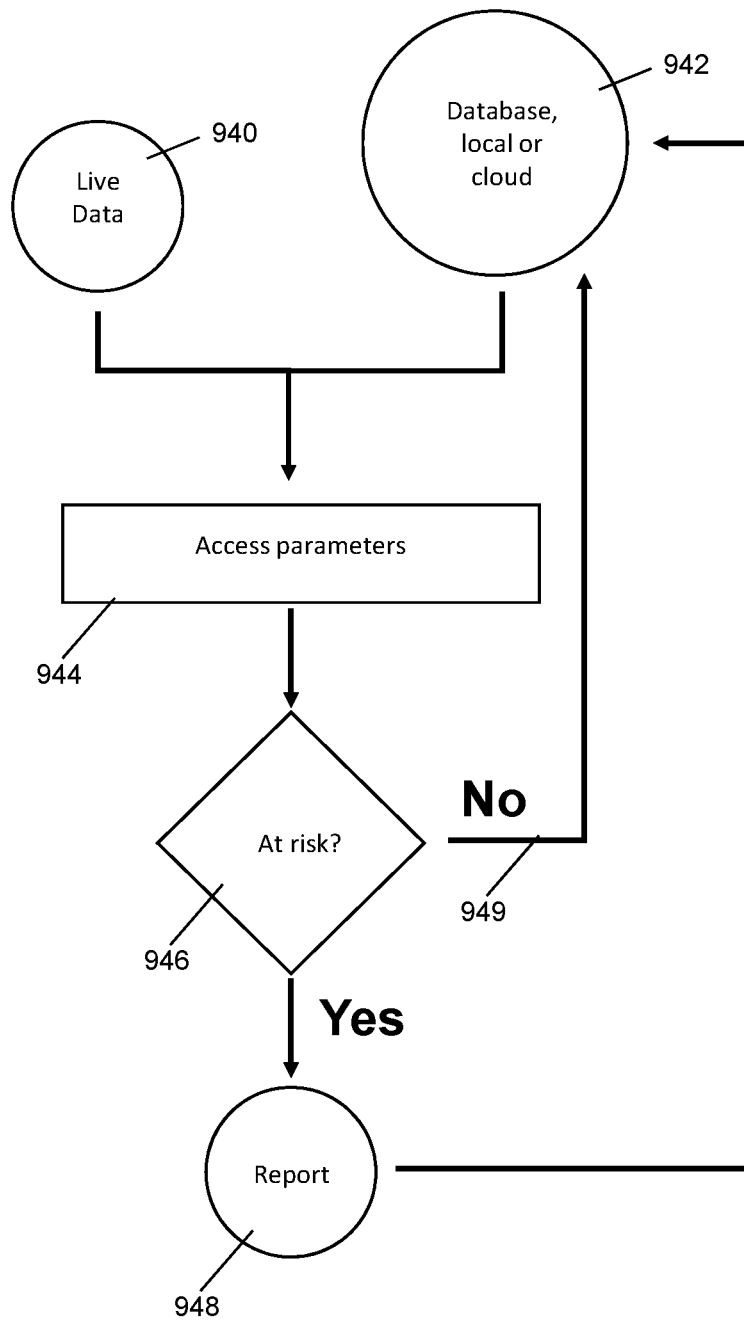 942
Database,
local or
cloud
940
Live
Data
Access parameters
944
No
At risk?
949
946
Yes
Report
948